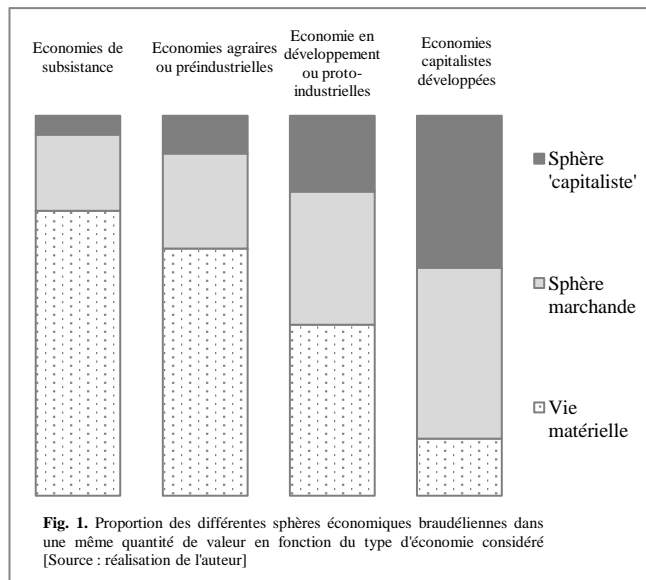 Economies de
subsistance
Economies agraires
ou préindustrielles
Economie en
développement
ou proto-
industrielles
Economies
capitalistes
développées
Sphère
'capitaliste'
Sphère
marchande
Vie
matérielle
Fig. 1. Proportion des différentes sphères économiques braudéliennes dans
une même quantité de valeur en fonction du type d'économie considéré
[Source : réalisation de l'auteur]